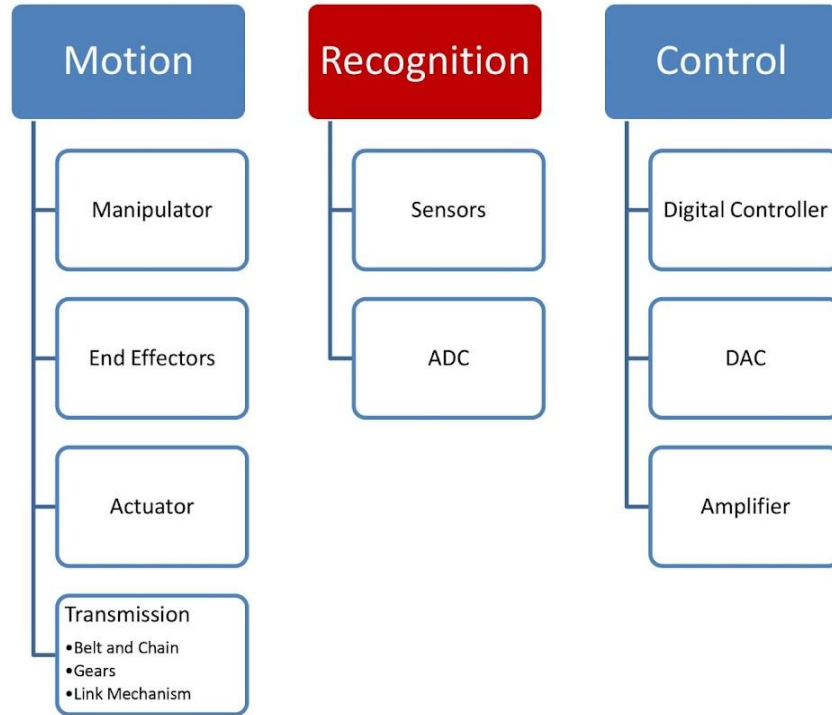 Motion
Manipulator
End Effectors
Actuator
Transmission
•Belt and Chain
•Gears
•Link Mechanism
Recognition
Sensors
ADC
Control
Digital Controller
DAC
Amplifier